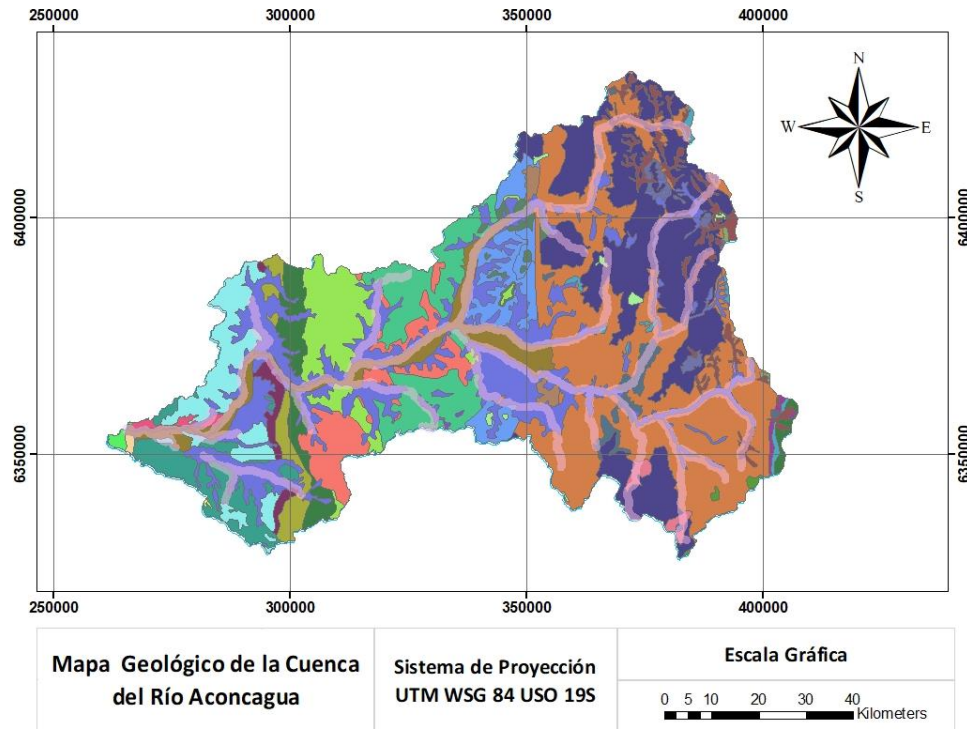 250000 300000 350000 400000
N
W E
S
6400000 6400000
6350000 6350000
250000 300000 350000 400000
Mapa Geológico de la Cuenca
del Río Aconcagua
Sistema de Proyección
UTM WSG 84 USO 19S
Escala Gráfica
0 5 10 20 30 40
Kilometers